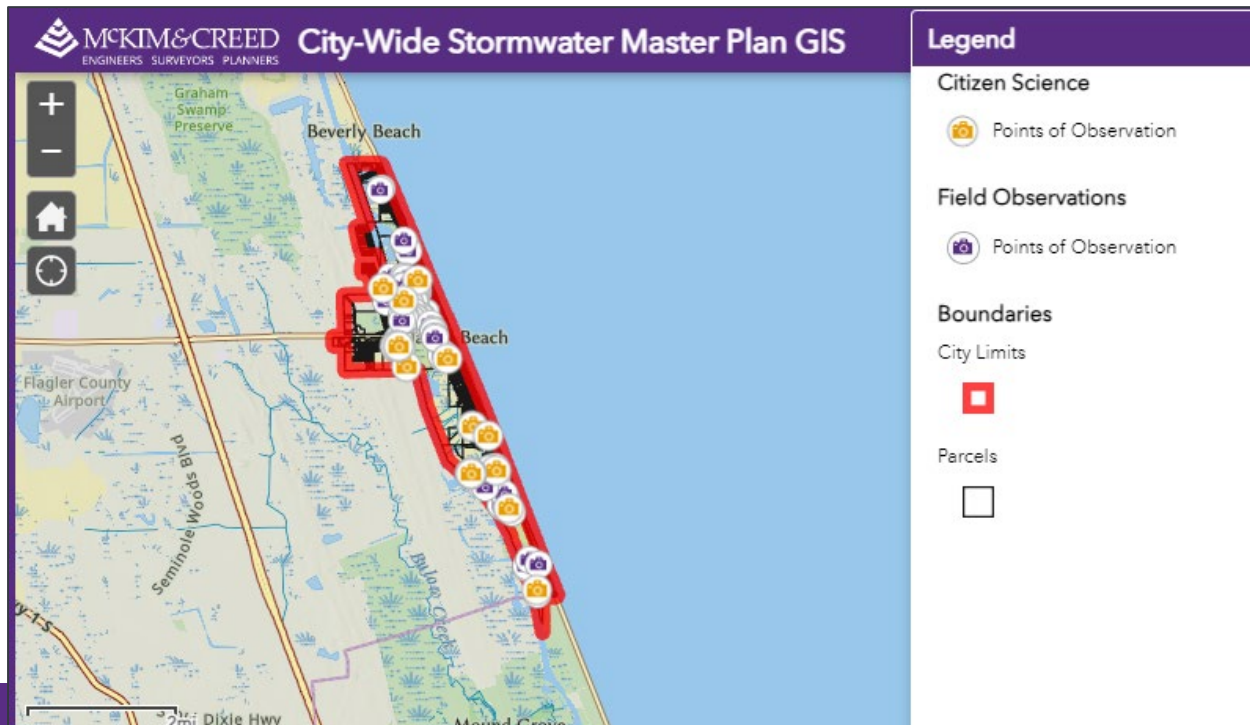 McKIM&CREED
ENGINEERS SURVEYORS PLANNERS
City-Wide Stormwater Master Plan GIS
Legend
Citizen Science
Points of Observation
Field Observations
Points of Observation
Boundaries
City Limits
Parcels
+
−
Graham
Swamp
Preserve
Beverly Beach
Beach
Flagler County
Airport
Seminole Woods Blvd
Bulow Creek
2mi
Dixie Hwy
Mound Grove